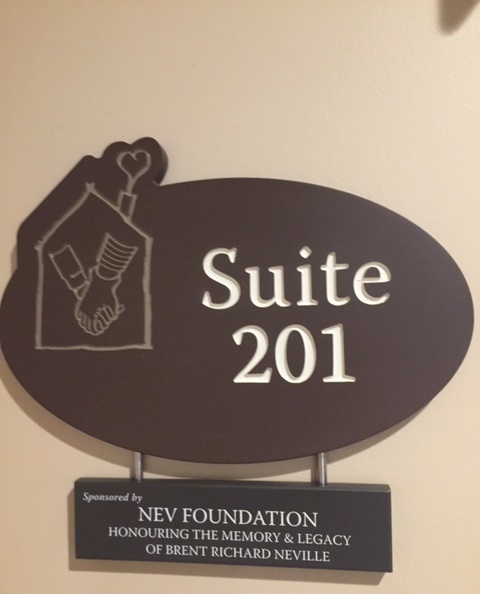 Suite
201
Sponsored by
NEV FOUNDATION
HONOURING THE MEMORY & LEGACY
OF BRENT RICHARD NEVILLE